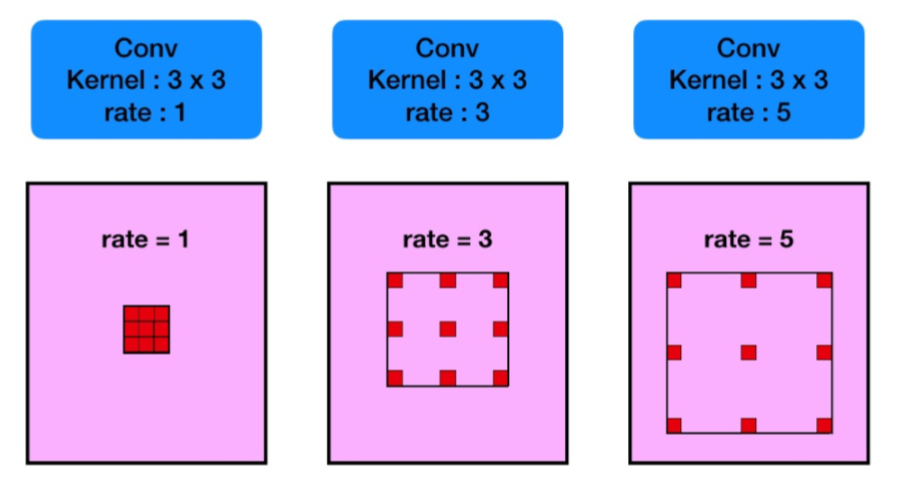 Conv
Kernel : 3 x 3
rate : 1
Conv
Kernel : 3 x 3
rate : 3
Conv
Kernel : 3 x 3
rate : 5
rate = 1
rate = 3
rate = 5